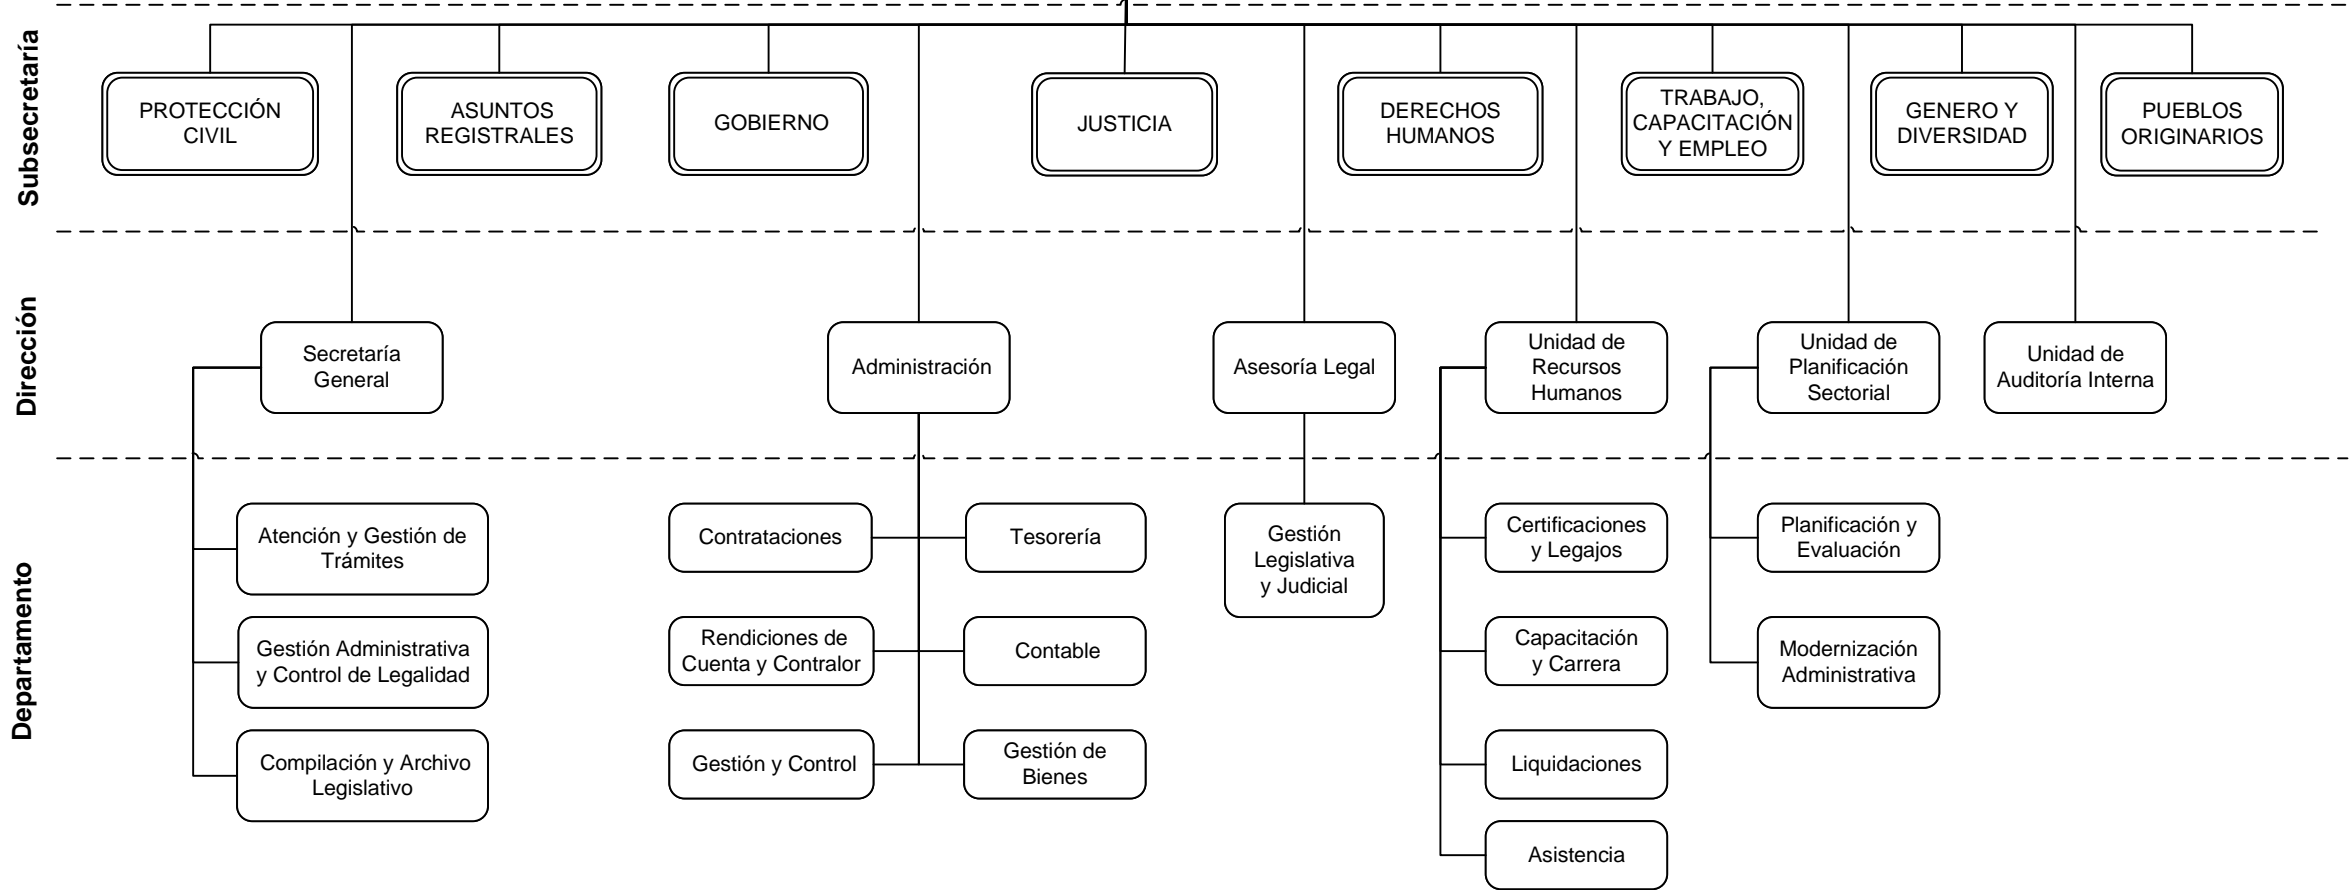 Subsecretaría
PROTECCIÓN
CIVIL
ASUNTOS
REGISTRALES
GOBIERNO
JUSTICIA
DERECHOS
HUMANOS
TRABAJO,
CAPACITACIÓN
Y EMPLEO
GENERO Y
DIVERSIDAD
PUEBLOS
ORIGINARIOS
Dirección
Secretaría
General
Administración
Asesoría Legal
Unidad de
Recursos
Humanos
Unidad de
Planificación
Sectorial
Unidad de
Auditoría Interna
Departamento
Atención y Gestión de
Trámites
Gestión Administrativa
y Control de Legalidad
Compilación y Archivo
Legislativo
Contrataciones
Tesorería
Rendiciones de
Cuenta y Contralor
Contable
Gestión y Control
Gestión de
Bienes
Gestión
Legislativa
y Judicial
Certificaciones
y Legajos
Capacitación
y Carrera
Liquidaciones
Asistencia
Planificación y
Evaluación
Modernización
Administrativa